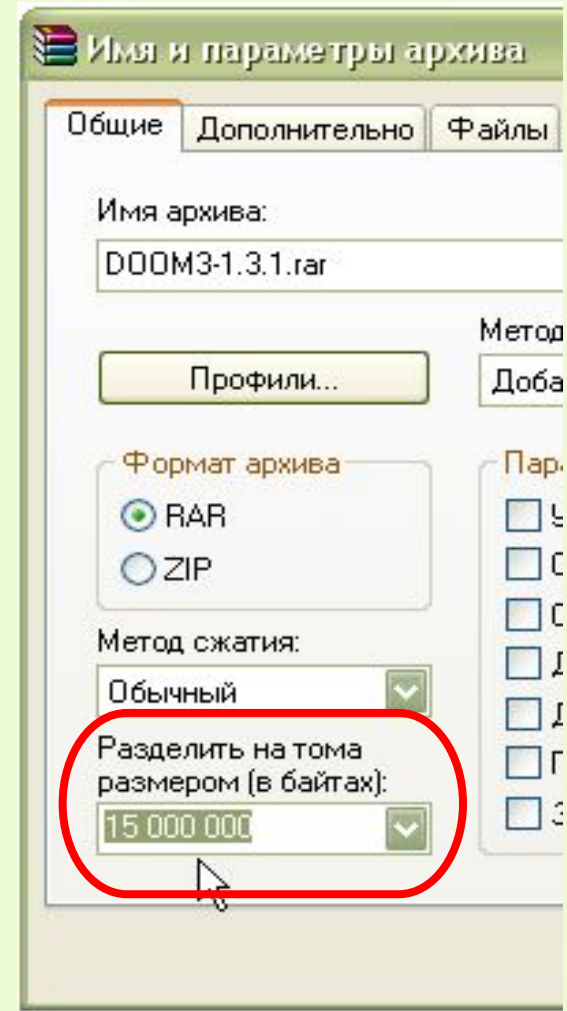 Имя и параметры архива
Общие Дополнительно Файлы
Имя архива:
DOOM3-1.3.1.rar
Профили...
Формат архива
RAR
ZIP
Метод сжатия:
Обычный
Разделить на тома
размером (в байтах):
15 000 000
Метод